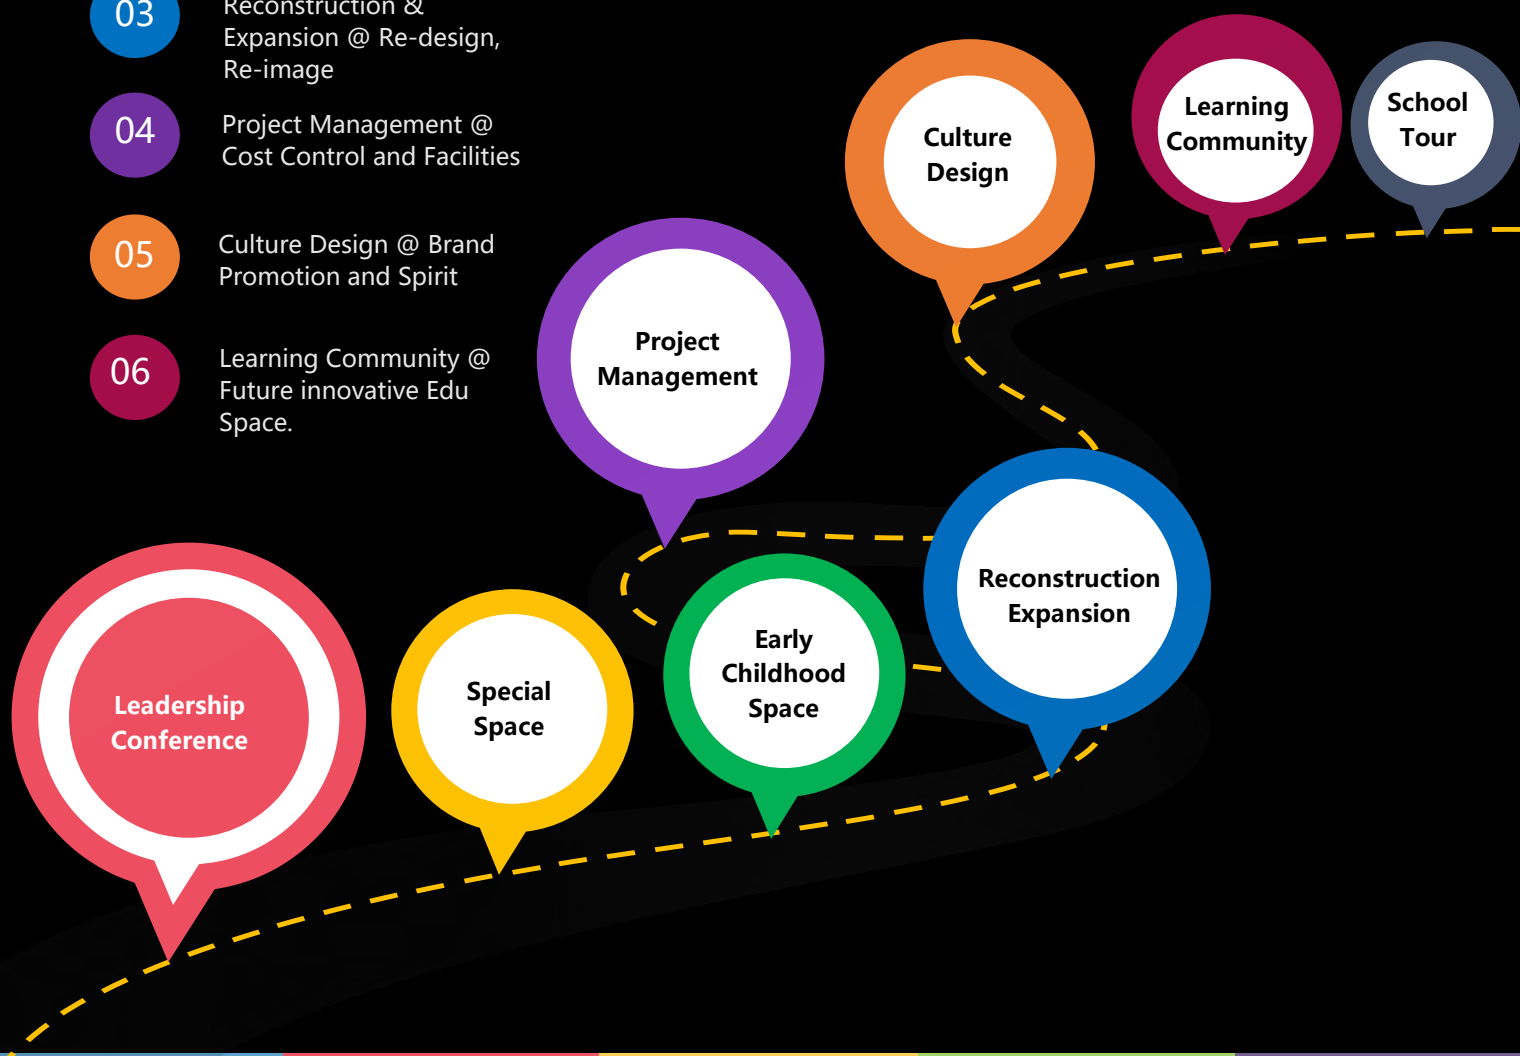 03
Reconstruction &
Expansion @ Re-design,
Re-image
04
Project Management @
Cost Control and Facilities
05
Culture Design @ Brand
Promotion and Spirit
06
Learning Community @
Future innovative Edu
Space.
Culture
Design
Learning
Community
School
Tour
Project
Management
Reconstruction
Expansion
Early
Childhood
Space
Special
Space
Leadership
Conference